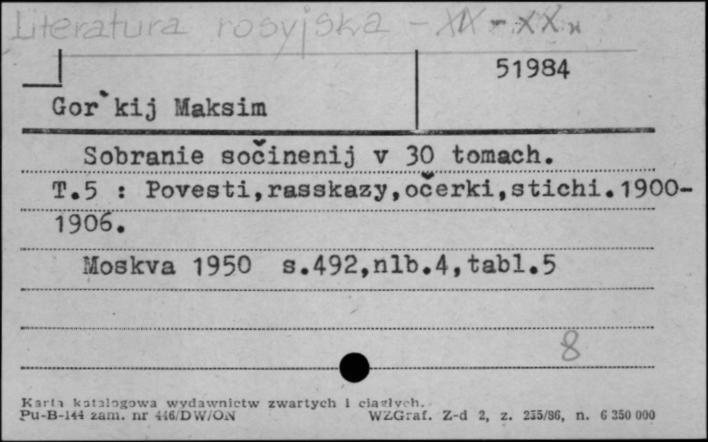 Literatura rosyjska - XIX - XX w
51984
Gor`kij Maksim
Sobranie sočinenij v 30 tomach.
T.5 : Povesti,rasskazy,očerki,stichi.1900-
1906.
Moskva 1950 s.492,nlb.4,tabl.5
8
Karta katalogowa wydawnictw zwartych i ciągłych.
Pu-B-144 zam. nr 446/DW/ON WZGraf. Z-d 2, z. 235/86, n. 6 350 000